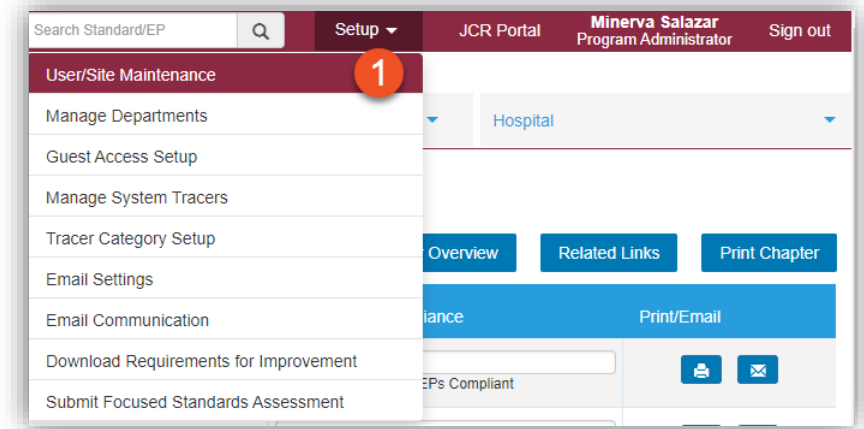 Search Standard/EP
Setup
JCR Portal
Minerva Salazar
Program Administrator
Sign out
User/Site Maintenance
1
Manage Departments
Hospital
Guest Access Setup
Manage System Tracers
Tracer Category Setup
Overview
Related Links
Print Chapter
Email Settings
Email Communication
iance
Print/Email
Download Requirements for Improvement
EPs Compliant
Submit Focused Standards Assessment